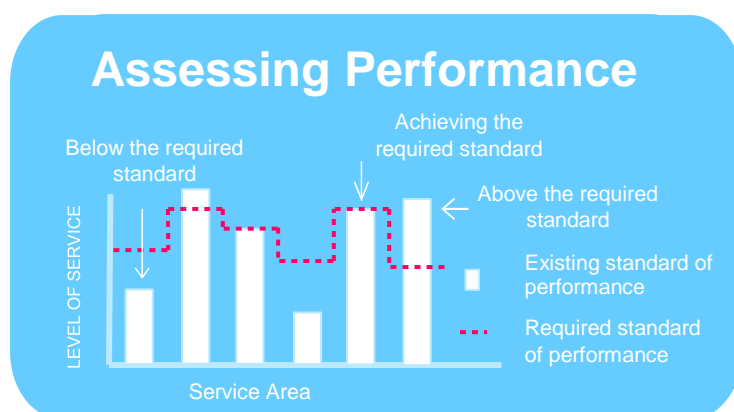 Assessing Performance
Achieving the
required standard
Below the required
standard
Above the required
standard
LEVEL OF SERVICE
Existing standard of
performance
Required standard
of performance
Service Area